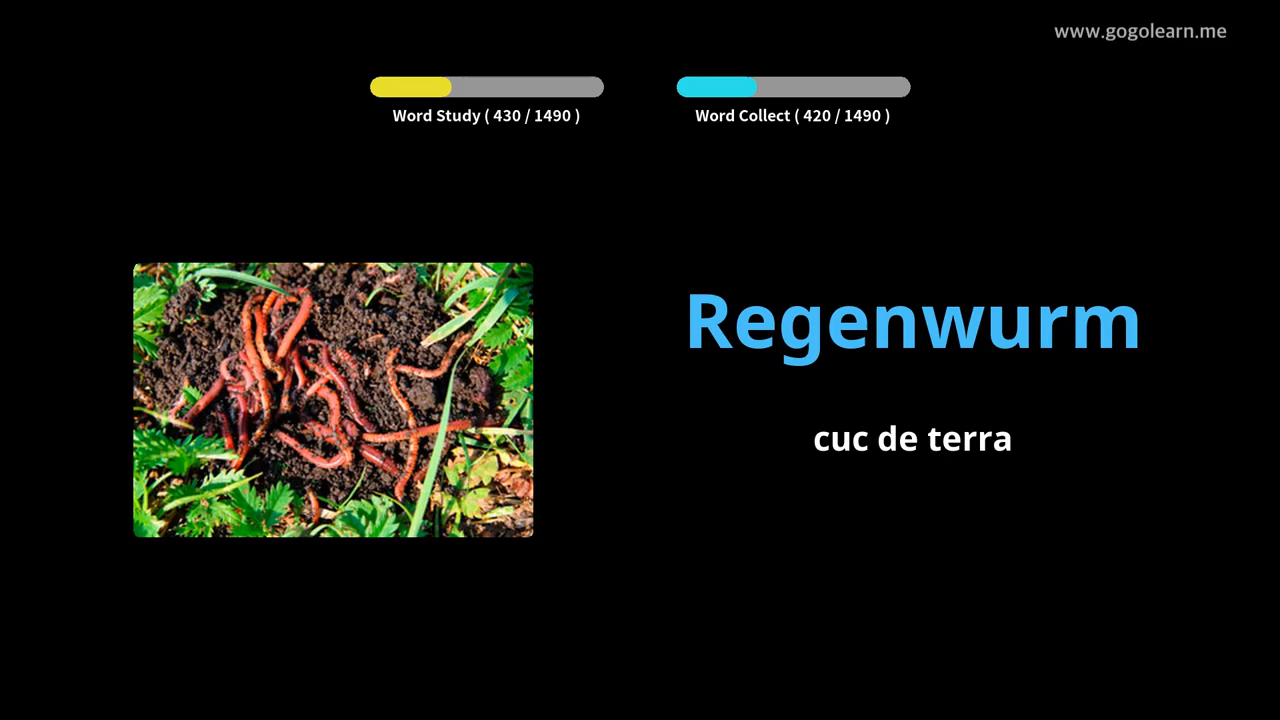 www.gogolearn.me
Word Study ( 430 / 1490 )
Word Collect ( 420 / 1490 )
Regenwurm
cuc de terra